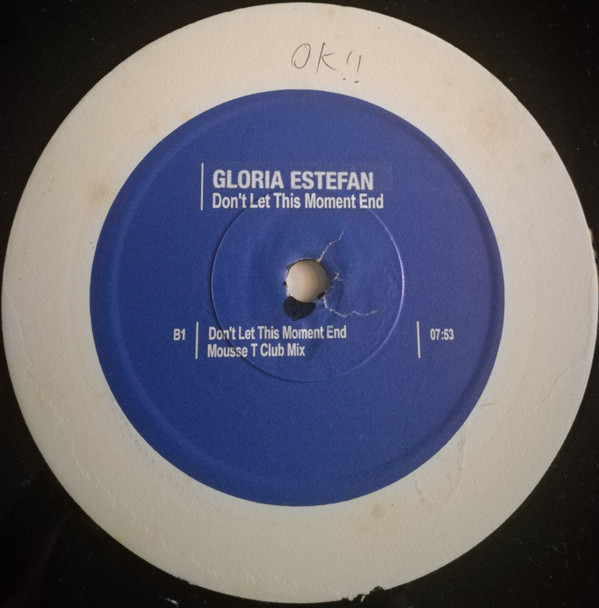 OK!!
GLORIA ESTEFAN
Don't Let This Moment End
B1 Don't Let This Moment End 07:53
Mousse T Club Mix